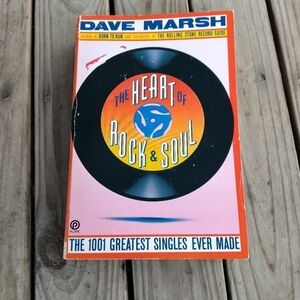 DAVE MARSH
AUTHOR OF BORN TO RUN AND CO-EDITOR OF THE ROLLING STONE RECORD GUIDE
THE HEART OF
ROCK & SOUL
PLUME
THE 1001 GREATEST SINGLES EVER MADE